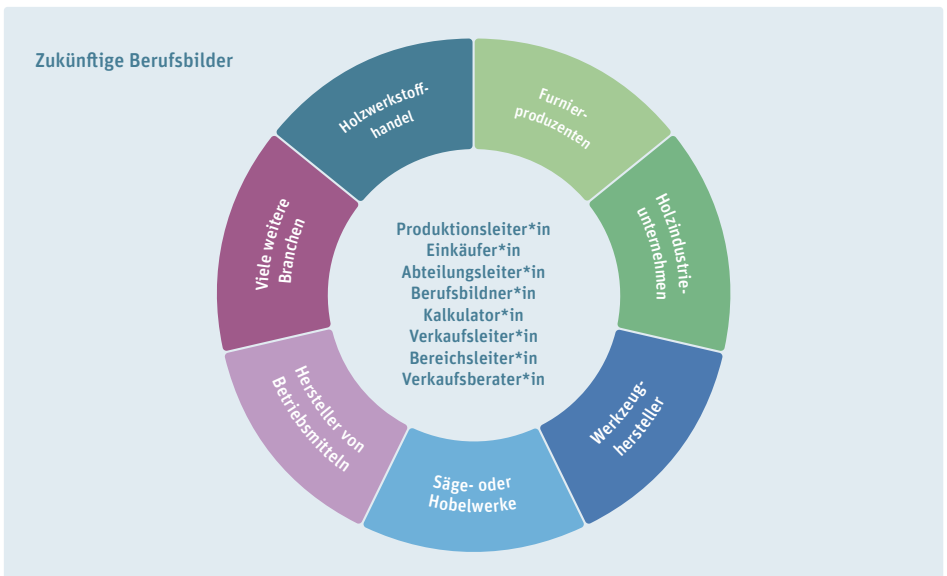 Zukünftige Berufsbilder
Holzwerkstoff-
handel
Furnier-
produzenten
Holzindustrie-
unternehmen
Werkzeug-
hersteller
Säge- oder
Hobelwerke
Hersteller von
Betriebsmitteln
Viele weitere
Branchen
Produktionsleiter*in
Einkäufer*in
Abteilungsleiter*in
Berufsbildner*in
Kalkulator*in
Verkaufsleiter*in
Bereichsleiter*in
Verkaufsberater*in